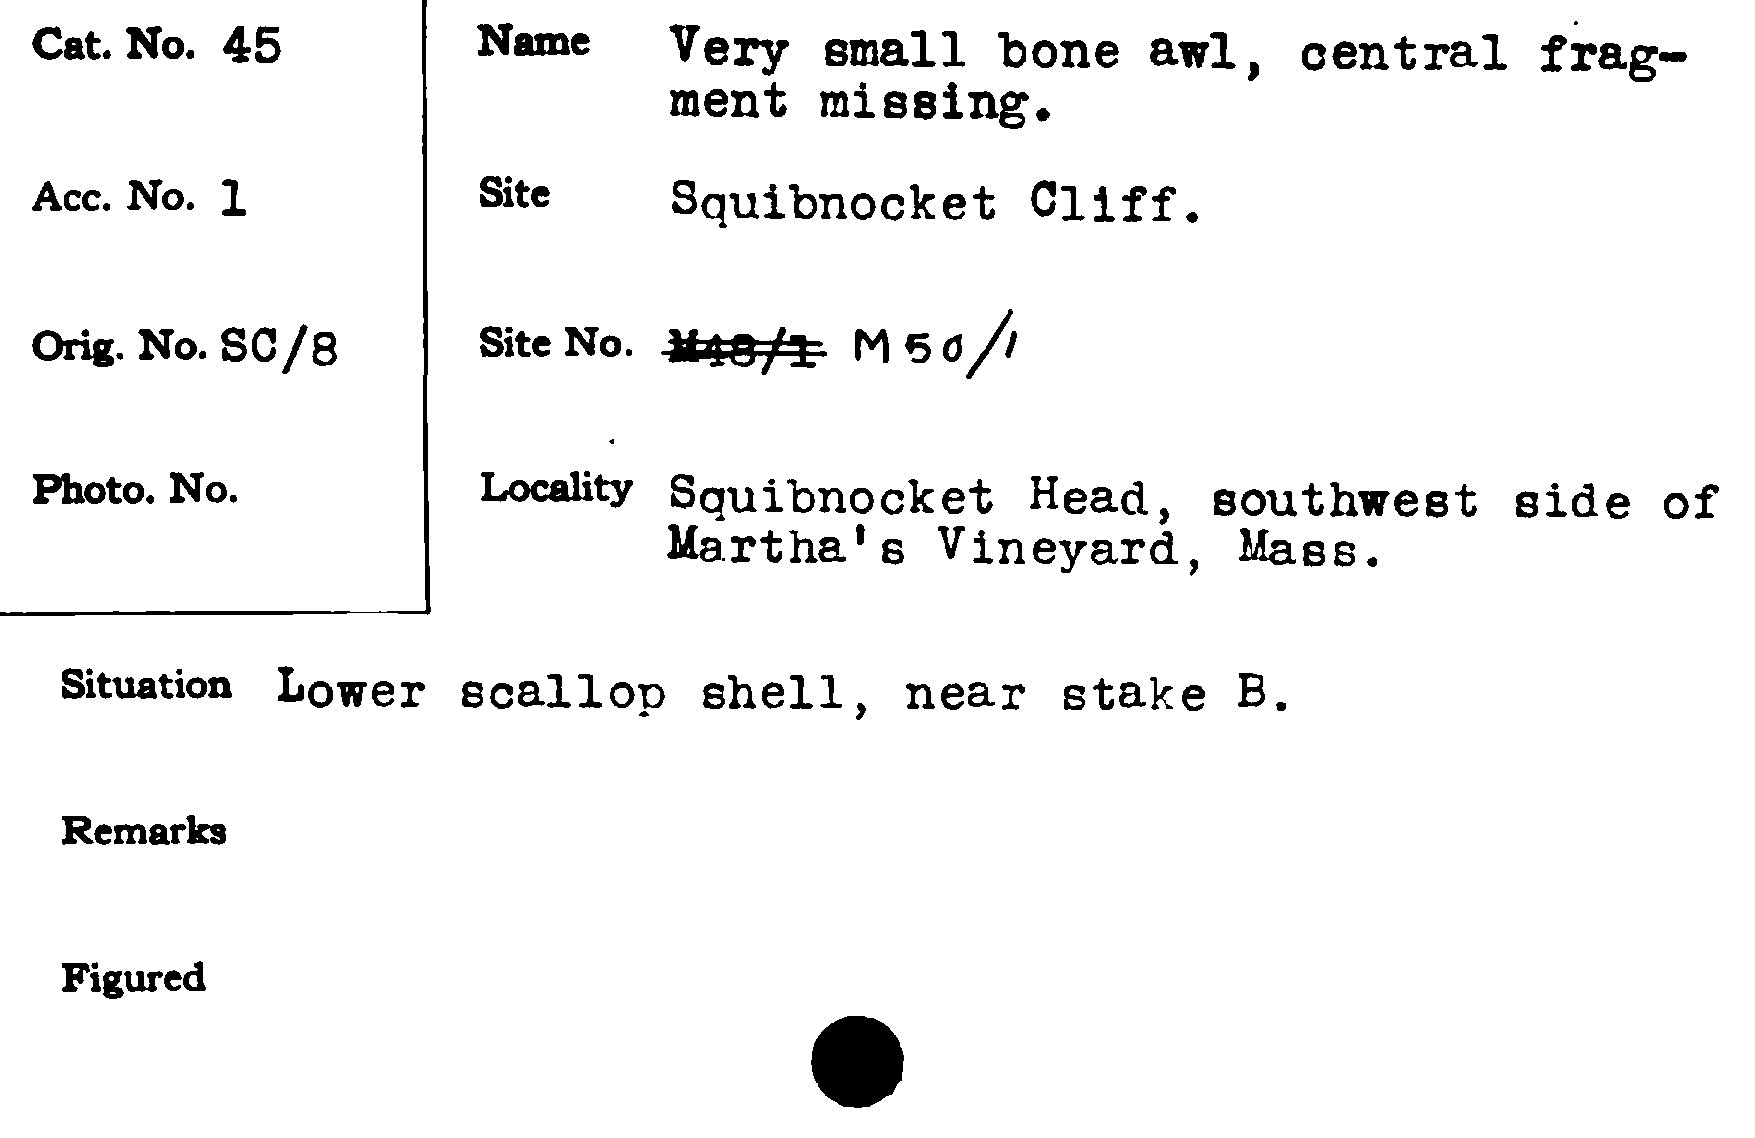 Cat. No. 45
Name Very small bone awl, central frag-
ment missing.
Acc. No. 1
Site Squibnocket Cliff.
Orig. No. SC/8
Site No. M48/1 M50/1
Photo. No.
Locality Squibnocket Head, southwest side of
Martha's Vineyard, Mass.
Situation Lower scallop shell, near stake B.
Remarks
Figured